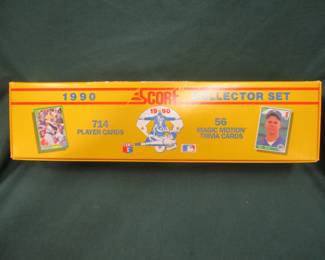 1990 SCORE COLLECTOR SET
1990
714
PLAYER CARDS
56
MAGIC MOTION
TRIVIA CARDS